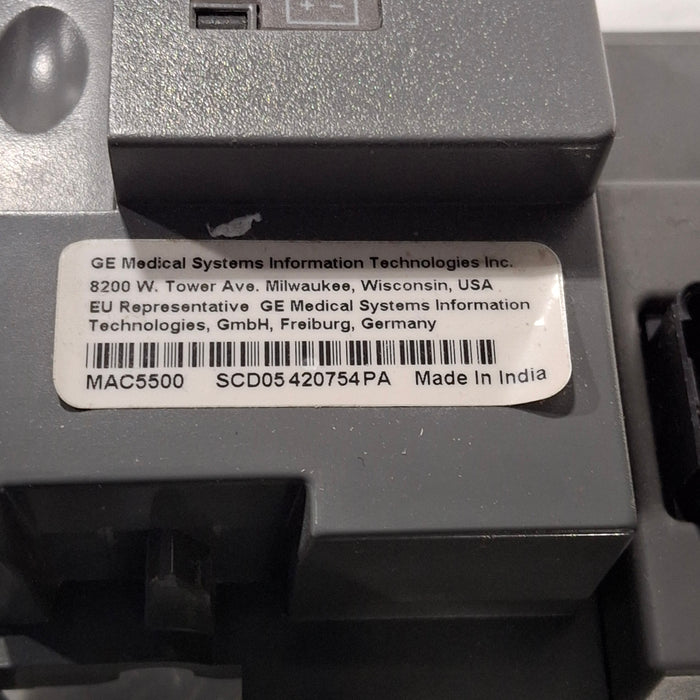 GE Medical Systems Information Technologies Inc.
8200 W. Tower Ave. Milwaukee, Wisconsin, USA
EU Representative GE Medical Systems Information
Technologies, GmbH, Freiburg, Germany
MAC5500 SCD05420754PA Made In India